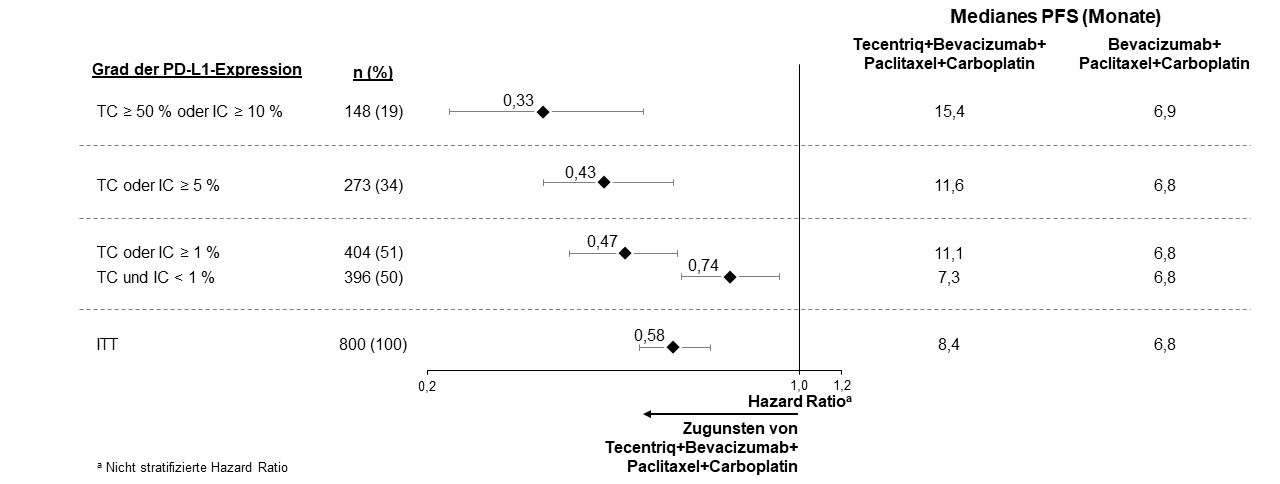 Medianes PFS (Monate)
Tecentriq+Bevacizumab+ Bevacizumab+
Paclitaxel+Carboplatin Paclitaxel+Carboplatin
Grad der PD-L1-Expression n (%)
TC ≥ 50 % oder IC ≥ 10 % 148 (19) 0,33 15,4 6,9
TC oder IC ≥ 5 % 273 (34) 0,43 11,6 6,8
TC oder IC ≥ 1 % 404 (51) 0,47 11,1 6,8
TC und IC < 1 % 396 (50) 0,74 7,3 6,8
ITT 800 (100) 0,58 8,4 6,8
0,2 1,0 1,2
Hazard Ratioᵃ
Zugunsten von
Tecentriq+Bevacizumab+
Paclitaxel+Carboplatin
ᵃ Nicht stratifizierte Hazard Ratio